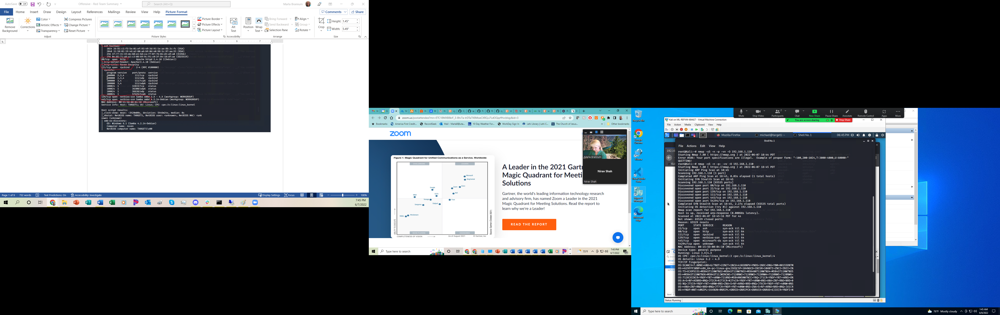 AutoSave Off Offensive - Red Team Summary Search (Alt+Q) Marla Brannum
File Home Insert Draw Design Layout References Mailings Review View Help Picture Format Comments Share
Remove Background
Corrections
Color
Artistic Effects
Transparency
Compress Pictures
Change Picture
Reset Picture
Picture Border
Picture Effects
Picture Layout
Alt Text
Position
Wrap Text
Bring Forward
Send Backward
Selection Pane
Align
Group
Rotate
Crop
Height: 1.45"
Width: 5.49"
Adjust Picture Styles Accessibility Arrange Size
1 2 3 4 5 6 7
ssh-hostkey:
1024 26:81:c1:f3:5e:01:ef:93:49:3d:91:1e:ae:8b:3c:fc (DSA)
2048 31:58:01:19:4d:a2:80:a6:b9:0d:40:98:1c:97:aa:53 (RSA)
256 1f:77:31:19:de:b0:e1:6d:ca:77:07:76:84:d3:a9:a0 (ECDSA)
256 0e:85:71:a8:a2:c3:08:69:9c:91:c0:3f:84:18:df:ae (ED25519)
80/tcp open http Apache httpd 2.4.10 ((Debian))
|_http-server-header: Apache/2.4.10 (Debian)
|_http-title: Raven Security
111/tcp open rpcbind 2-4 (RPC #100000)
rpcinfo:
program version port/proto service
100000 2,3,4 111/tcp rpcbind
100000 2,3,4 111/udp rpcbind
100000 3,4 111/tcp6 rpcbind
100000 3,4 111/udp6 rpcbind
100024 1 32819/tcp status
100024 1 36300/udp6 status
100024 1 36638/udp status
100024 1 57225/tcp6 status
139/tcp open netbios-ssn Samba smbd 3.X - 4.X (workgroup: WORKGROUP)
445/tcp open netbios-ssn Samba smbd 4.2.14-Debian (workgroup: WORKGROUP)
MAC Address: 00:15:5D:00:04:10 (Microsoft)
Service Info: Host: TARGET1; OS: Linux; CPE: cpe:/o:linux:linux_kernel
Host script results:
|_clock-skew: mean: -3h20m00s, deviation: 5h46m24s, median: 0s
|_nbstat: NetBIOS name: TARGET1, NetBIOS user: <unknown>, NetBIOS MAC: <unk
nown> (unknown)
| smb-os-discovery:
| OS: Windows 6.1 (Samba 4.2.14-Debian)
| Computer name: raven
| NetBIOS computer name: TARGET1\x00
Page 1 of 9 732 words Text Predictions: On Accessibility: Investigate Display Settings Focus 100%
7:45 PM
6/7/2022
zoom.us/postattendee?mn=ETC18MXB8krF_3-8tv7a-trDTa7X8MoeCXRQ.s7LdOQqrfHvcbIqy&id=3
Bookmarks America First Credit... RecordSeek Mail - MarlaB@uta... 10 Day Weather For... WorkDay Sign In Lehi Library | Lehi C... The Church of Jesus... Other bookmarks
zoom
Marla Brannum
Nirav Shah
Nirav Shah
Figure 1: Magic Quadrant for Unified Communications as a Service, Worldwide
CHALLENGERS LEADERS
Microsoft
RingCentral
Google
Zoom
Cisco
8x8
Mitel
GoTo
Vonage
Fuze
Sangoma
Dialpad
Wildix
Windstream
NICHE PLAYERS VISIONARIES
ABILITY TO EXECUTE
COMPLETENESS OF VISION As of August 2021 © Gartner, Inc
Source: Gartner (October 2021)
A Leader in the 2021 Gart
Magic Quadrant for Meeti
Solutions
Gartner, the world's leading information technology research
and advisory firm, has named Zoom a Leader in the 2021
Magic Quadrant for Meeting Solutions. Read the report to
learn why we're a Leader!
READ THE REPORT
Type here to search 75°F 7:45 PM
6/7/2022
Mute Stop Video Participants 2 Chat New Share Pause Share Annotate Remote Control Apps More
You are screen sharing Stop Share
Recycle Bin
Google Chrome
Kibana
Visual Studio Code
Hyper-V Manager
Microsoft Edge
Kali on ML-REFVM-684427 - Virtual Machine Connection
File Action Media Clipboard View Help
Mozilla Firefox michael@target1: ~ Shell No. 1 06:45 PM
Shell No.1
File Actions Edit View Help
root@Kali:~# nmap -sS -n -p -vv -O 192.168.1.110
Starting Nmap 7.80 ( https://nmap.org ) at 2022-06-07 18:44 PDT
Error #486: Your port specifications are illegal. Example of proper form: "-100,200-1024,T:3000-4000,U:60000-"
QUITTING!
root@Kali:~# nmap -sS -n -p- -vv -O 192.168.1.110
Starting Nmap 7.80 ( https://nmap.org ) at 2022-06-07 18:45 PDT
Initiating ARP Ping Scan at 18:45
Scanning 192.168.1.110 [1 port]
Completed ARP Ping Scan at 18:45, 0.03s elapsed (1 total hosts)
Initiating SYN Stealth Scan at 18:45
Scanning 192.168.1.110 [65535 ports]
Discovered open port 80/tcp on 192.168.1.110
Discovered open port 22/tcp on 192.168.1.110
Discovered open port 139/tcp on 192.168.1.110
Discovered open port 111/tcp on 192.168.1.110
Discovered open port 445/tcp on 192.168.1.110
Discovered open port 54294/tcp on 192.168.1.110
Completed SYN Stealth Scan at 18:45, 2.27s elapsed (65535 total ports)
Initiating OS detection (try #1) against 192.168.1.110
Nmap scan report for 192.168.1.110
Host is up, received arp-response (0.00068s latency).
Scanned at 2022-06-07 18:45:16 PDT for 4s
Not shown: 65529 closed ports
Reason: 65529 resets
PORT STATE SERVICE REASON
22/tcp open ssh syn-ack ttl 64
80/tcp open http syn-ack ttl 64
111/tcp open rpcbind syn-ack ttl 64
139/tcp open netbios-ssn syn-ack ttl 64
445/tcp open microsoft-ds syn-ack ttl 64
54294/tcp open unknown syn-ack ttl 64
MAC Address: 00:15:5D:00:04:10 (Microsoft)
Device type: general purpose
Running: Linux 3.X|4.X
OS CPE: cpe:/o:linux:linux_kernel:3 cpe:/o:linux:linux_kernel:4
OS details: Linux 3.2 - 4.9
TCP/IP fingerprint:
Status: Running
Type here to search 76°F Mostly cloudy 1:45 AM
6/8/2022